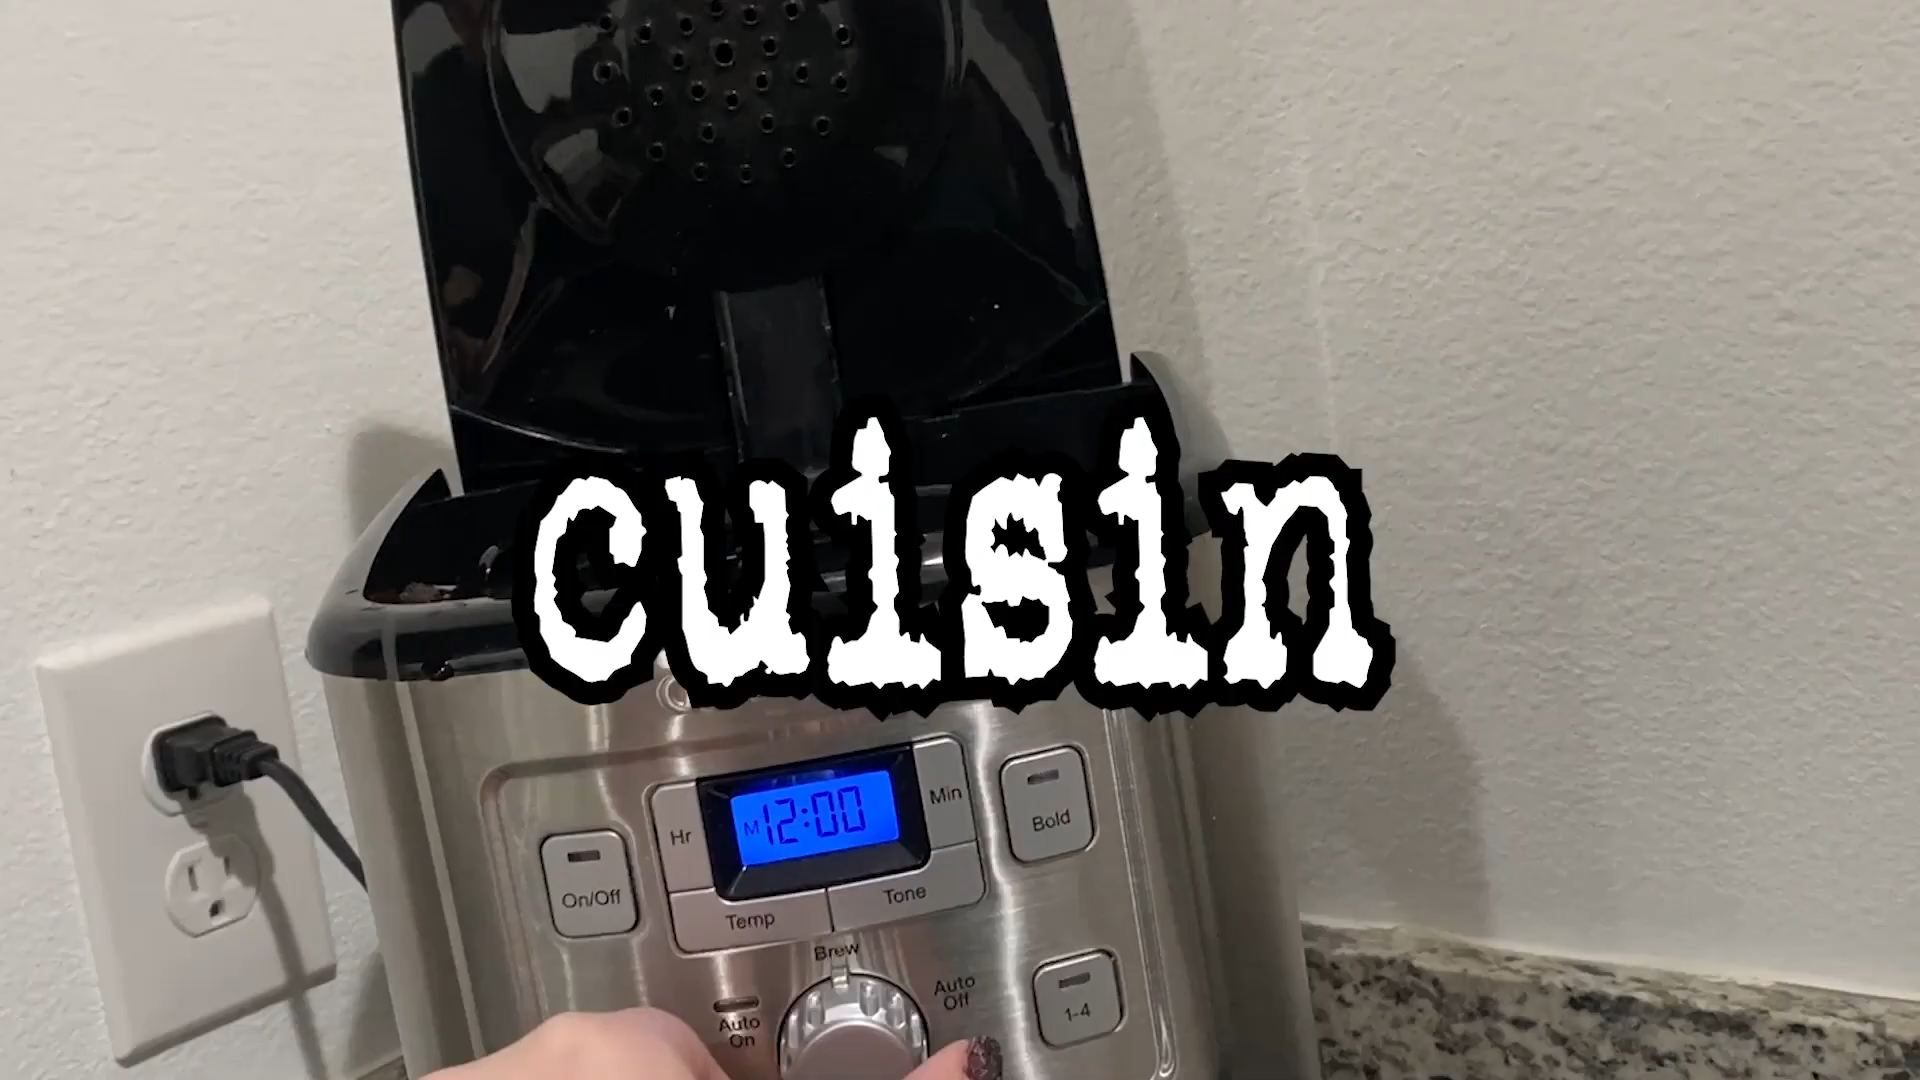 cuisin
M12:00
Min
Bold
Hr
On/Off
Tone
Temp
Brew
Auto
Off
1-4
Auto
On